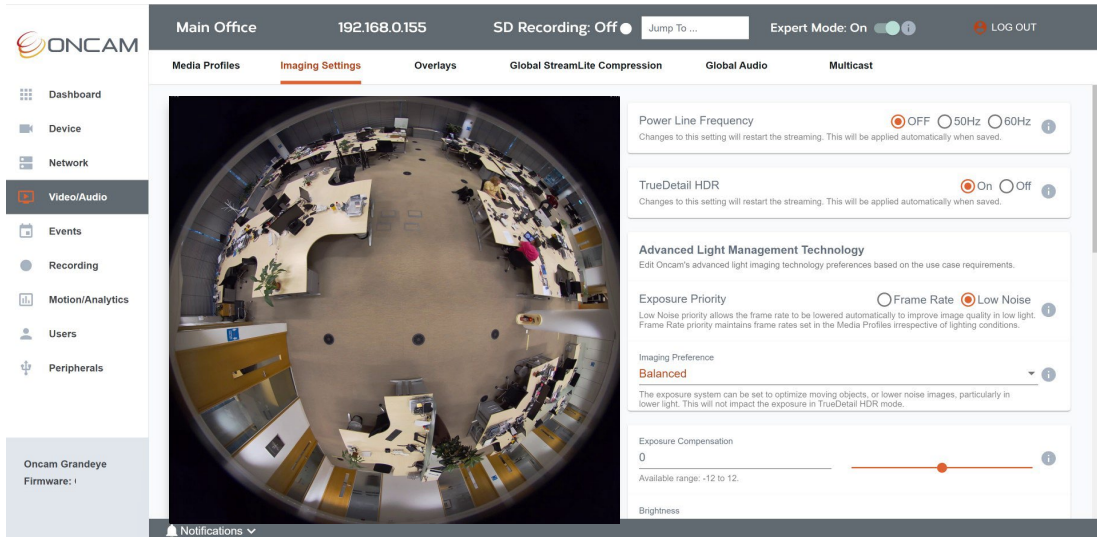 ONCAM
Main Office
192.168.0.155
SD Recording: Off
Jump To ...
Expert Mode: On
LOG OUT
Media Profiles
Imaging Settings
Overlays
Global StreamLite Compression
Global Audio
Multicast
Dashboard
Device
Network
Video/Audio
Events
Recording
Motion/Analytics
Users
Peripherals
Oncam Grandeye
Firmware:
Power Line Frequency
OFF
50Hz
60Hz
Changes to this setting will restart the streaming. This will be applied automatically when saved.
TrueDetail HDR
On
Off
Changes to this setting will restart the streaming. This will be applied automatically when saved.
Advanced Light Management Technology
Edit Oncam's advanced light imaging technology preferences based on the use case requirements.
Exposure Priority
Frame Rate
Low Noise
Low Noise priority allows the frame rate to be lowered automatically to improve image quality in low light.
Frame Rate priority maintains frame rates set in the Media Profiles irrespective of lighting conditions.
Imaging Preference
Balanced
The exposure system can be set to optimize moving objects, or lower noise images, particularly in
lower light. This will not impact the exposure in TrueDetail HDR mode.
Exposure Compensation
0
Available range: -12 to 12.
Brightness
Notifications